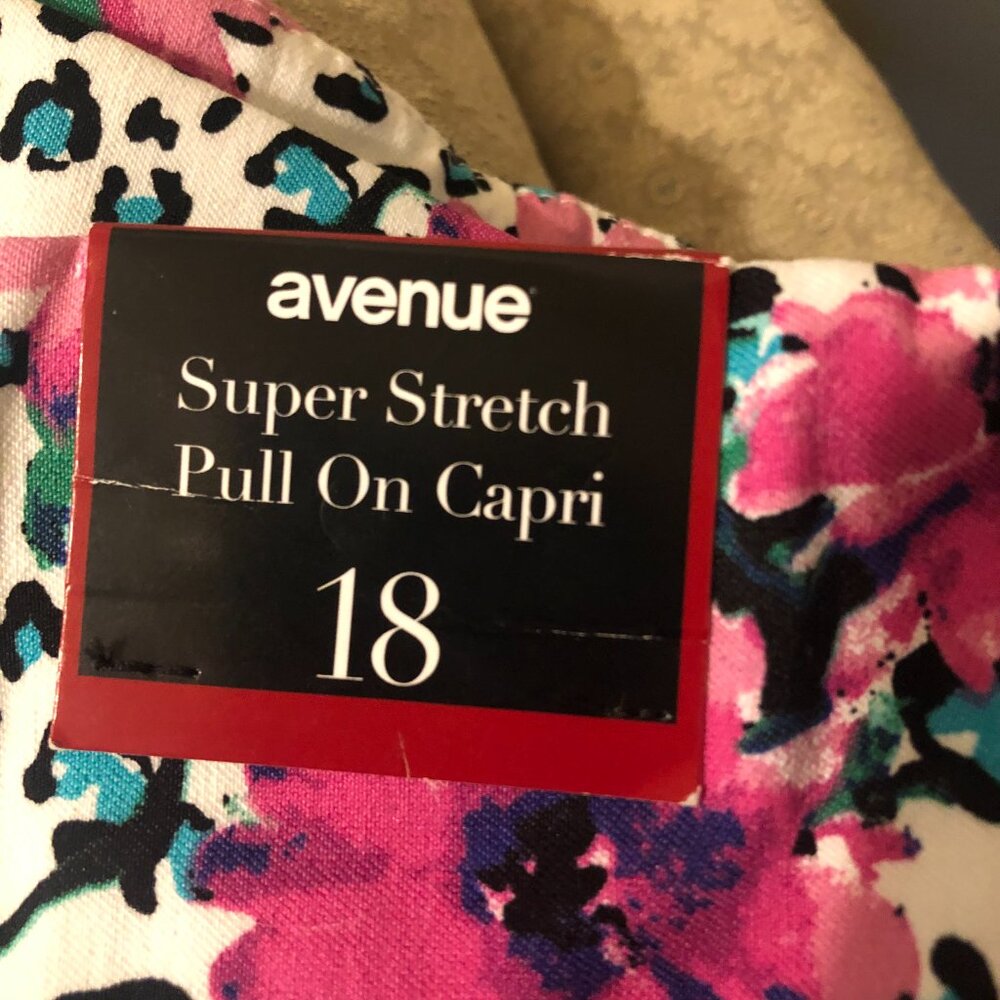 avenue
Super Stretch
Pull On Capri
18